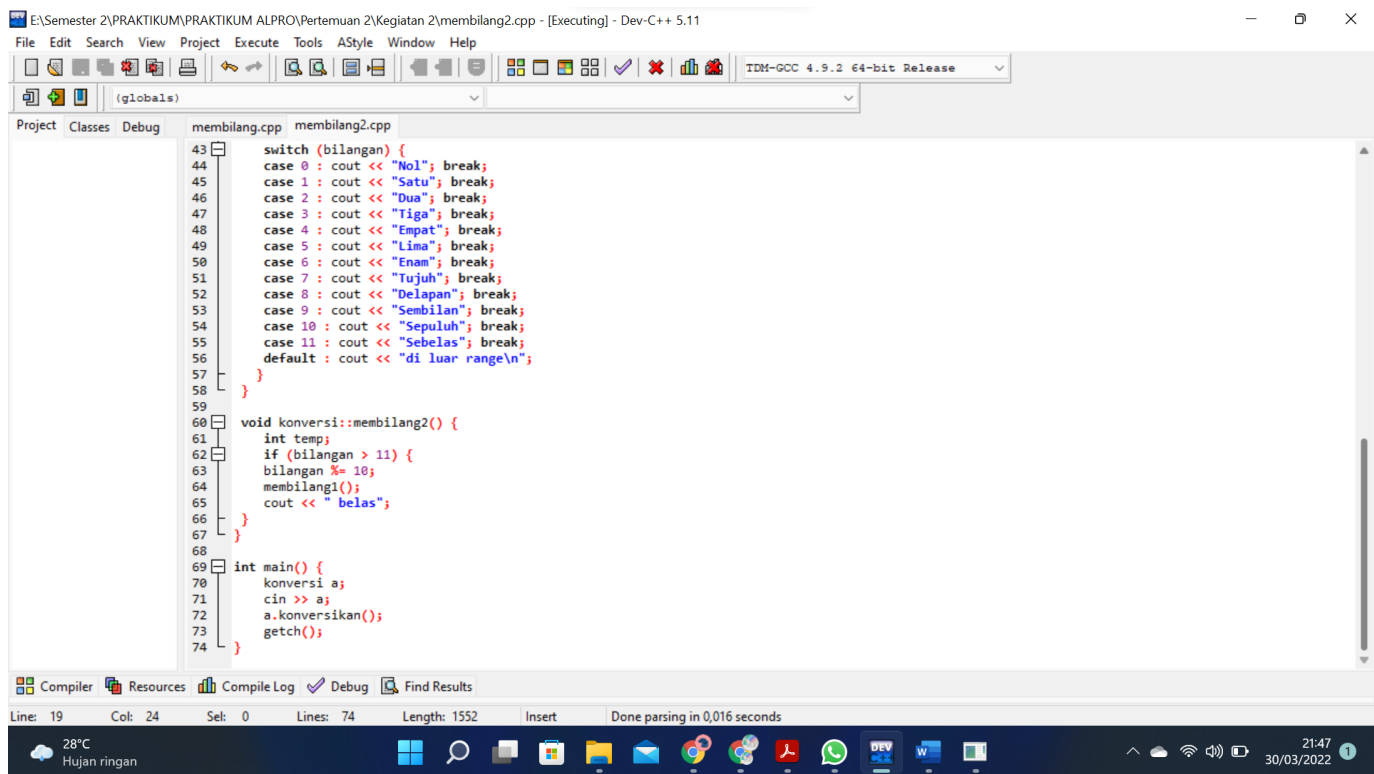 E:\Semester 2\PRAKTIKUM\PRAKTIKUM ALPRO\Pertemuan 2\Kegiatan 2\membilang2.cpp - [Executing] - Dev-C++ 5.11
File Edit Search View Project Execute Tools AStyle Window Help
TDM-GCC 4.9.2 64-bit Release
(globals)
Project Classes Debug membilang.cpp membilang2.cpp
43 switch (bilangan) {
44 case 0 : cout << "Nol"; break;
45 case 1 : cout << "Satu"; break;
46 case 2 : cout << "Dua"; break;
47 case 3 : cout << "Tiga"; break;
48 case 4 : cout << "Empat"; break;
49 case 5 : cout << "Lima"; break;
50 case 6 : cout << "Enam"; break;
51 case 7 : cout << "Tujuh"; break;
52 case 8 : cout << "Delapan"; break;
53 case 9 : cout << "Sembilan"; break;
54 case 10 : cout << "Sepuluh"; break;
55 case 11 : cout << "Sebelas"; break;
56 default : cout << "di luar range\n";
57 }
58 }
59
60 void konversi::membilang2() {
61 int temp;
62 if (bilangan > 11) {
63 bilangan %= 10;
64 membilang1();
65 cout << " belas";
66 }
67 }
68
69 int main() {
70 konversi a;
71 cin >> a;
72 a.konversikan();
73 getch();
74 }
Compiler Resources Compile Log Debug Find Results
Line: 19 Col: 24 Sel: 0 Lines: 74 Length: 1552 Insert Done parsing in 0,016 seconds
28°C
Hujan ringan
DEV
W
21:47
30/03/2022
1